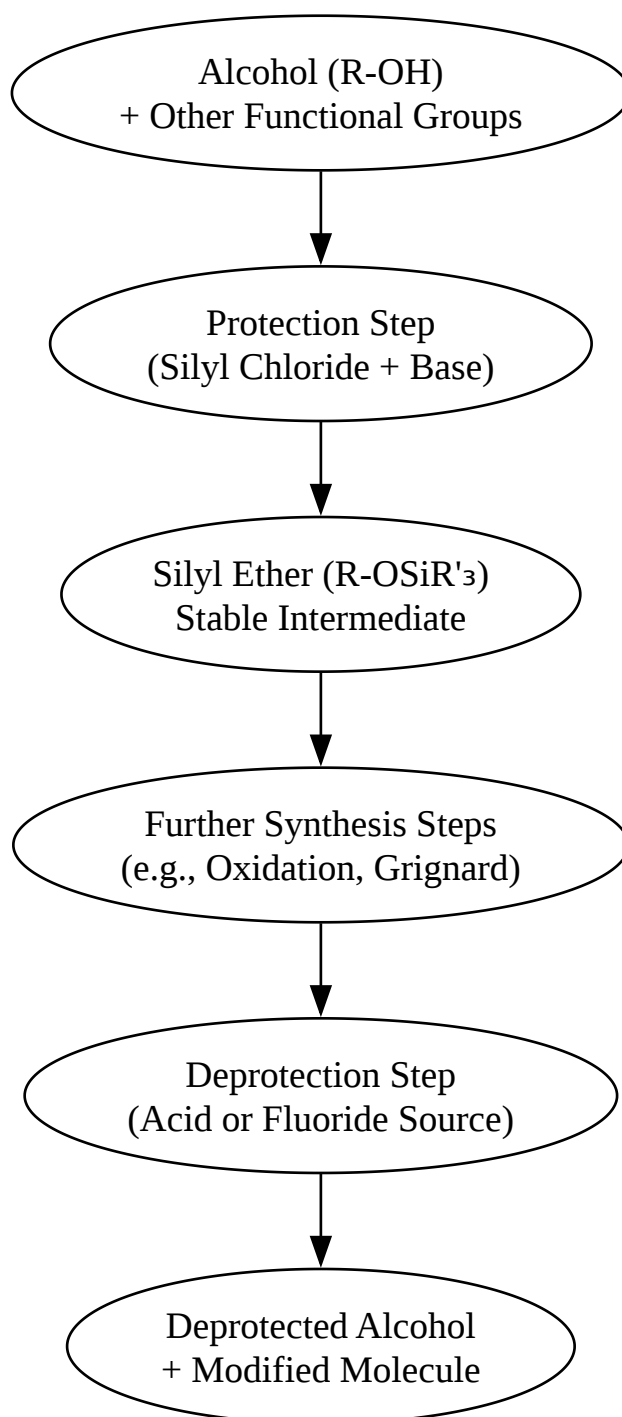 Alcohol (R-OH)
+ Other Functional Groups
Protection Step
(Silyl Chloride + Base)
Silyl Ether (R-OSiR'₃)
Stable Intermediate
Further Synthesis Steps
(e.g., Oxidation, Grignard)
Deprotection Step
(Acid or Fluoride Source)
Deprotected Alcohol
+ Modified Molecule